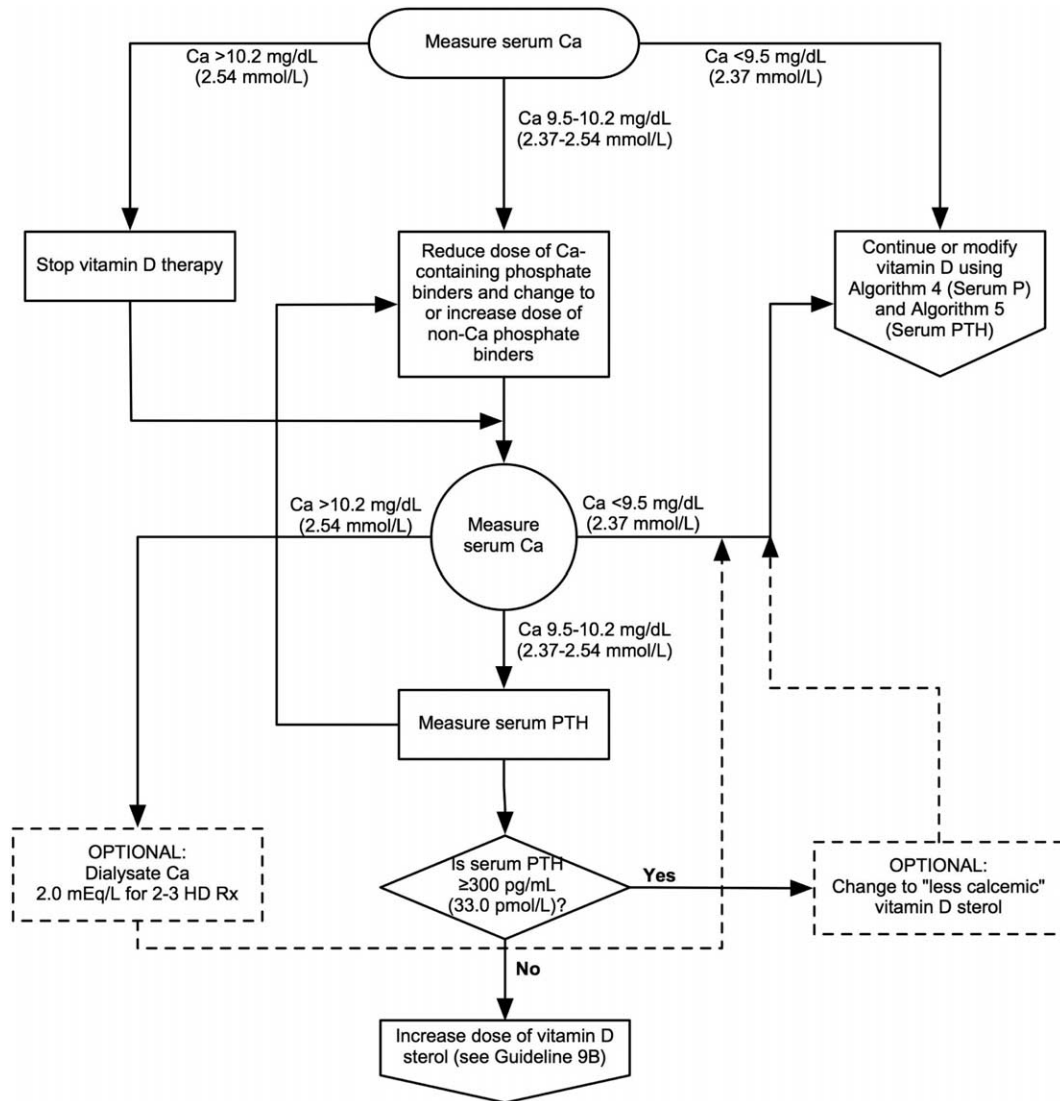 Measure serum Ca
Ca >10.2 mg/dL
(2.54 mmol/L)
Ca <9.5 mg/dL
(2.37 mmol/L)
Ca 9.5-10.2 mg/dL
(2.37-2.54 mmol/L)
Stop vitamin D therapy
Reduce dose of Ca-
containing phosphate
binders and change to
or increase dose of
non-Ca phosphate
binders
Continue or modify
vitamin D using
Algorithm 4 (Serum P)
and Algorithm 5
(Serum PTH)
Ca >10.2 mg/dL
(2.54 mmol/L)
Measure
serum Ca
Ca <9.5 mg/dL
(2.37 mmol/L)
Ca 9.5-10.2 mg/dL
(2.37-2.54 mmol/L)
Measure serum PTH
OPTIONAL:
Dialysate Ca
2.0 mEq/L for 2-3 HD Rx
Is serum PTH
≥300 pg/mL
(33.0 pmol/L)?
Yes
OPTIONAL:
Change to "less calcemic"
vitamin D sterol
No
Increase dose of vitamin D
sterol (see Guideline 9B)